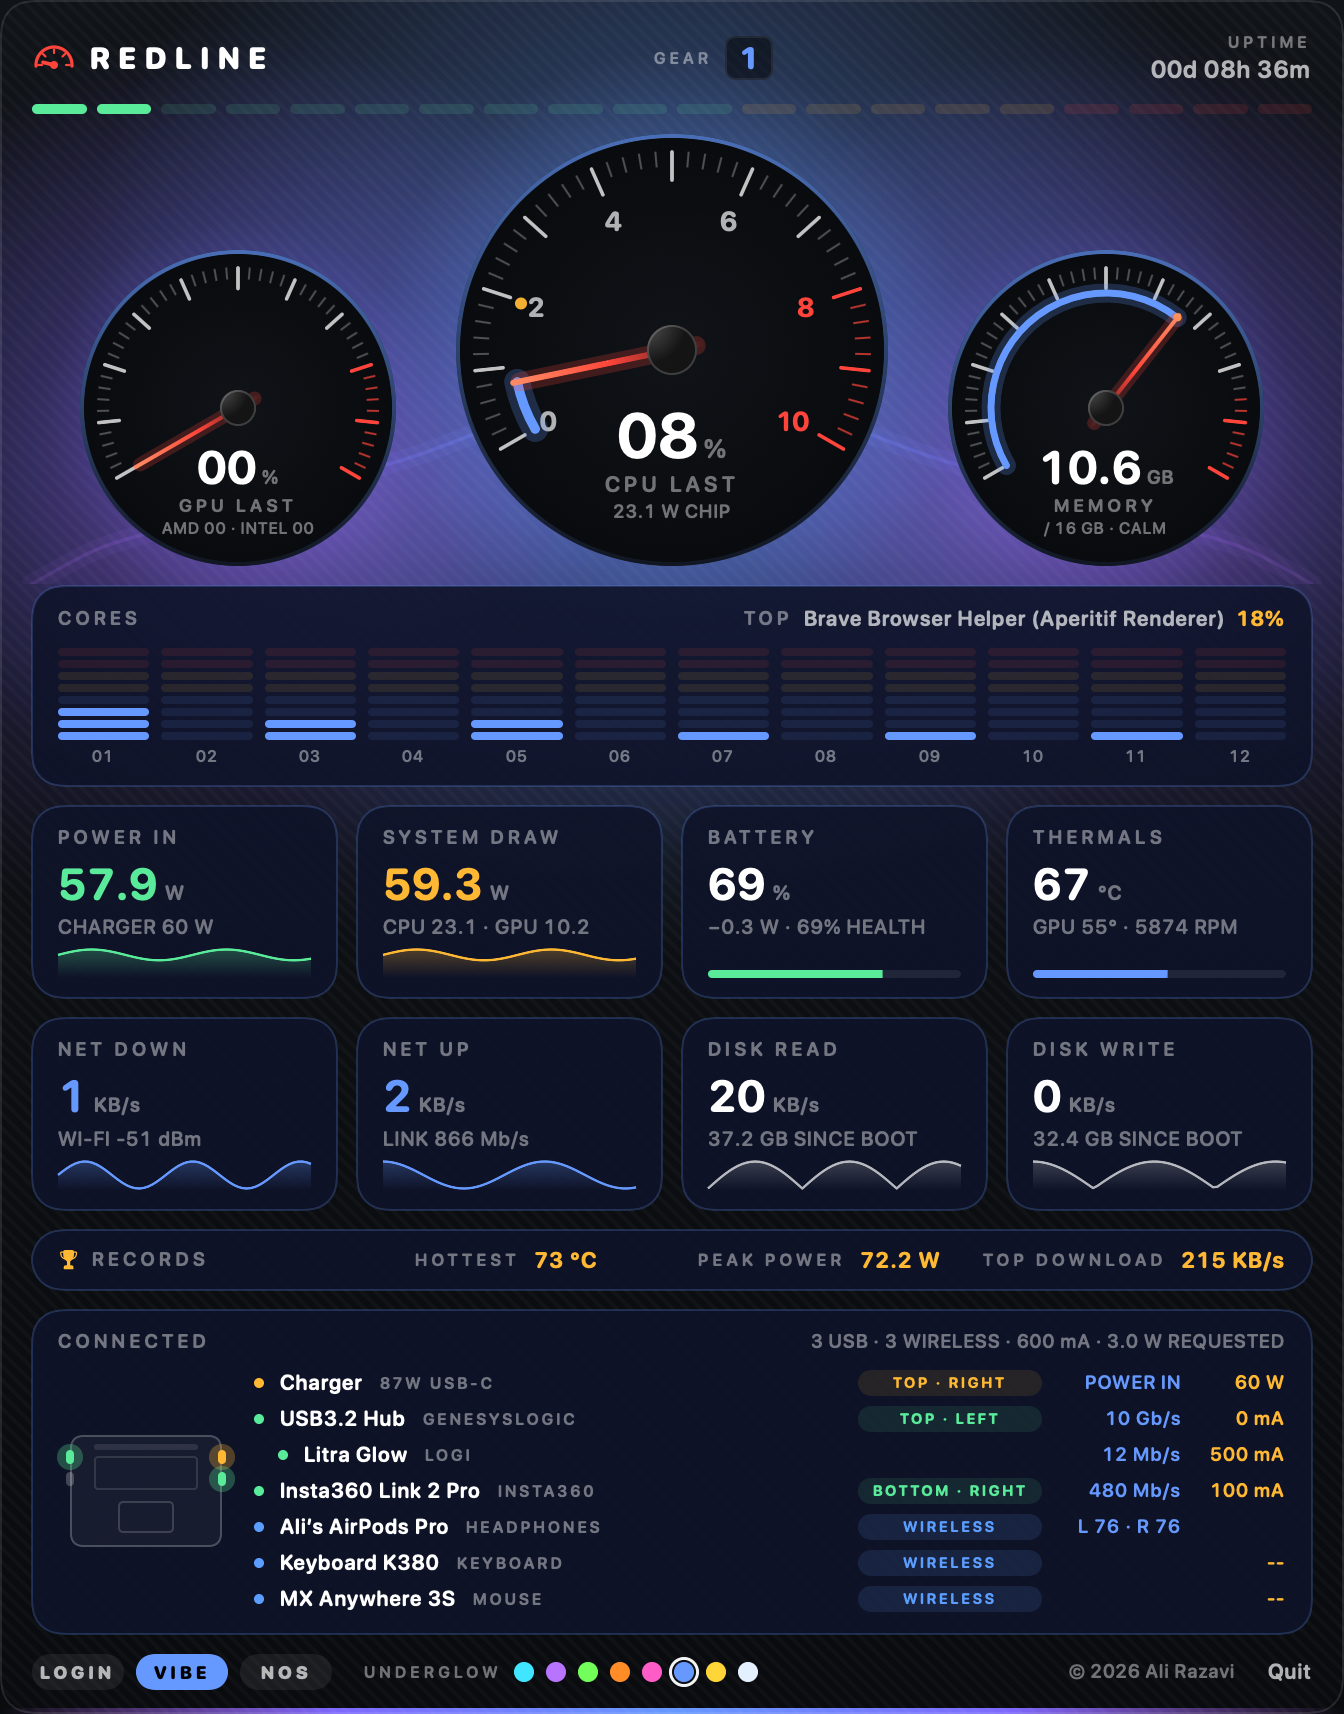 REDLINE
GEAR 1
UPTIME
00d 08h 36m
4 6
2 8
0 10
00 %
GPU LAST
AMD 00 · INTEL 00
08 %
CPU LAST
23.1 W CHIP
10.6 GB
MEMORY
/ 16 GB · CALM
CORES TOP Brave Browser Helper (Aperitif Renderer) 18%
01 02 03 04 05 06 07 08 09 10 11 12
POWER IN
57.9 W
CHARGER 60 W
SYSTEM DRAW
59.3 W
CPU 23.1 · GPU 10.2
BATTERY
69 %
−0.3 W · 69% HEALTH
THERMALS
67 °C
GPU 55° · 5874 RPM
NET DOWN
1 KB/s
WI-FI -51 dBm
NET UP
2 KB/s
LINK 866 Mb/s
DISK READ
20 KB/s
37.2 GB SINCE BOOT
DISK WRITE
0 KB/s
32.4 GB SINCE BOOT
RECORDS HOTTEST 73 °C PEAK POWER 72.2 W TOP DOWNLOAD 215 KB/s
CONNECTED 3 USB · 3 WIRELESS · 600 mA · 3.0 W REQUESTED
Charger 87W USB-C TOP · RIGHT POWER IN 60 W
USB3.2 Hub GENESYSLOGIC TOP · LEFT 10 Gb/s 0 mA
Litra Glow LOGI 12 Mb/s 500 mA
Insta360 Link 2 Pro INSTA360 BOTTOM · RIGHT 480 Mb/s 100 mA
Ali's AirPods Pro HEADPHONES WIRELESS L 76 · R 76
Keyboard K380 KEYBOARD WIRELESS --
MX Anywhere 3S MOUSE WIRELESS --
LOGIN VIBE NOS UNDERGLOW © 2026 Ali Razavi Quit